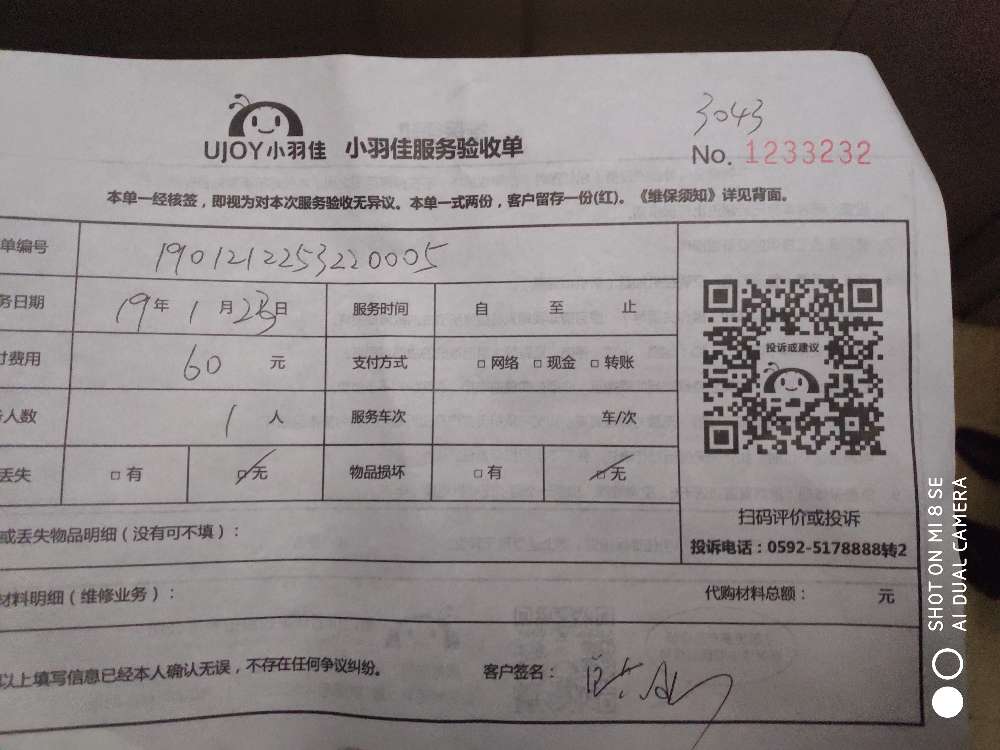 3043
UJOY小羽佳 小羽佳服务验收单
No. 1233232
本单一经核签，即视为对本次服务验收无异议。本单一式两份，客户留存一份(红)。《维保须知》详见背面。
单编号 1901212253220005
务日期 19年1月23日 服务时间 自 至 止
付费用 60 元 支付方式 □ 网络 □ 现金 □ 转账
人数 1 人 服务车次 车/次
丢失 □ 有 □ 无 物品损坏 □ 有 □ 无
投诉或建议
扫码评价或投诉
投诉电话：0592-5178888转2
或丢失物品明细（没有可不填）：
材料明细（维修业务）： 代购材料总额： 元
以上填写信息已经本人确认无误，不存在任何争议纠纷。 客户签名：
SHOT ON MI 8 SE
AI DUAL CAMERA